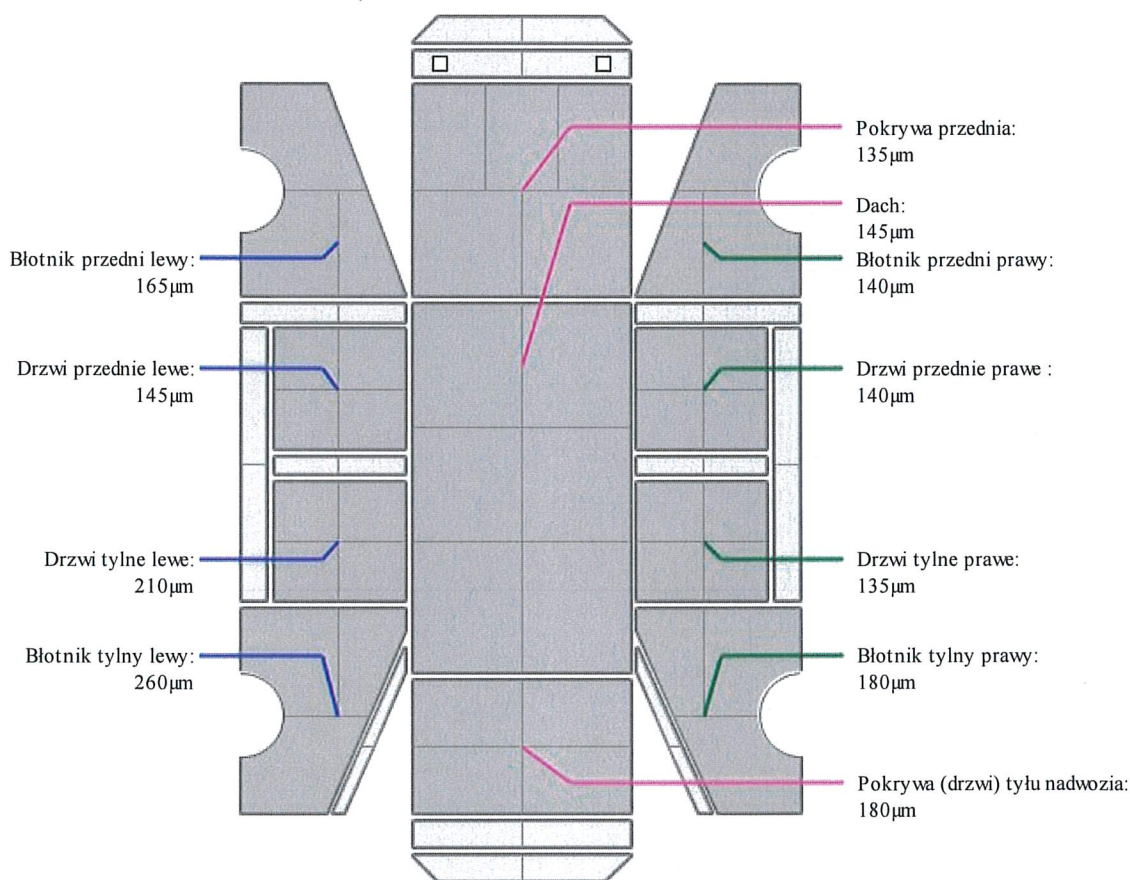 Pokrywa przednia:
135µm
Dach:
145µm
Błotnik przedni lewy:
165µm
Błotnik przedni prawy:
140µm
Drzwi przednie lewe:
145µm
Drzwi przednie prawe :
140µm
Drzwi tylne lewe:
210µm
Drzwi tylne prawe:
135µm
Błotnik tylny lewy:
260µm
Błotnik tylny prawy:
180µm
Pokrywa (drzwi) tyłu nadwozia:
180µm